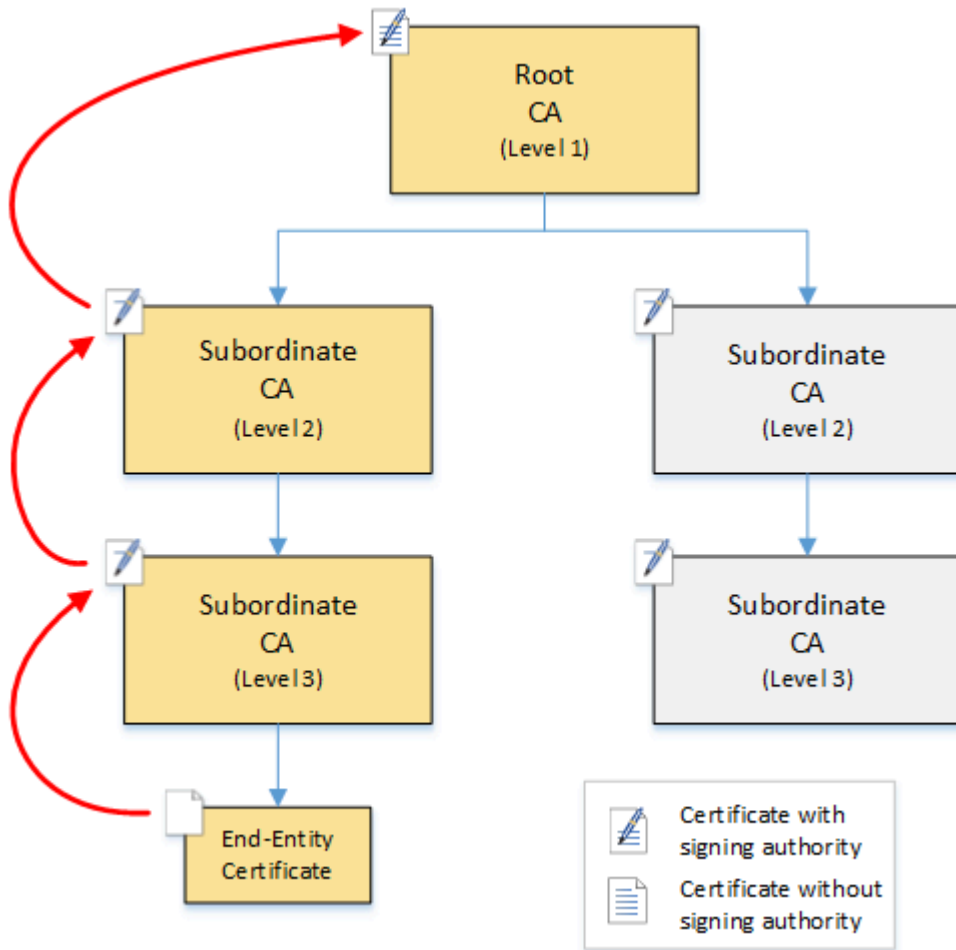 Root
CA
(Level 1)
Subordinate
CA
(Level 2)
Subordinate
CA
(Level 2)
Subordinate
CA
(Level 3)
Subordinate
CA
(Level 3)
End-Entity
Certificate
Certificate with
signing authority
Certificate without
signing authority